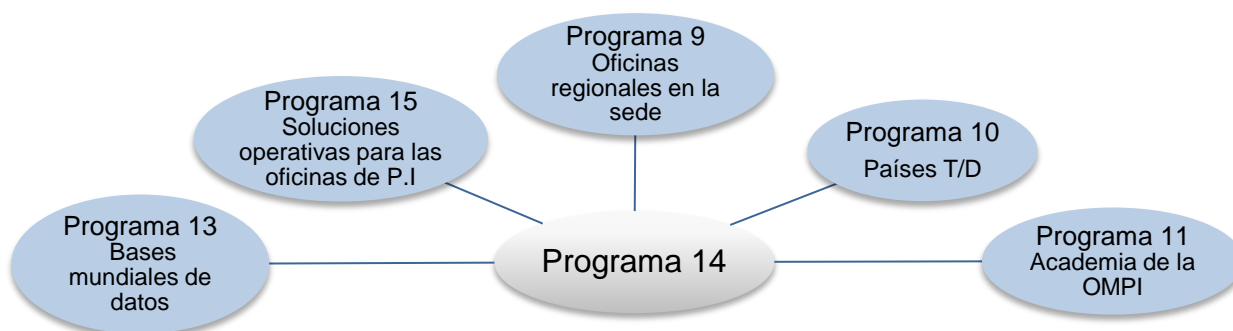 Programa 9
Oficinas
regionales en la
sede
Programa 15
Soluciones
operativas para las
oficinas de P.I
Programa 10
Países T/D
Programa 13
Bases
mundiales de
datos
Programa 14
Programa 11
Academia de la
OMPI